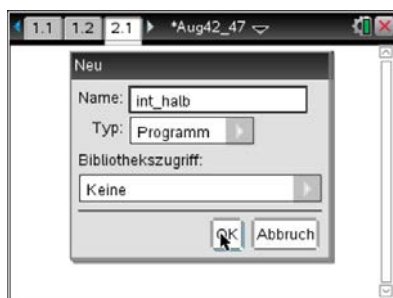 1.1 1.2 2.1 *Aug42_47
Neu
Name: int_halb
Typ: Programm
Bibliothekszugriff:
Keine
OK Abbruch